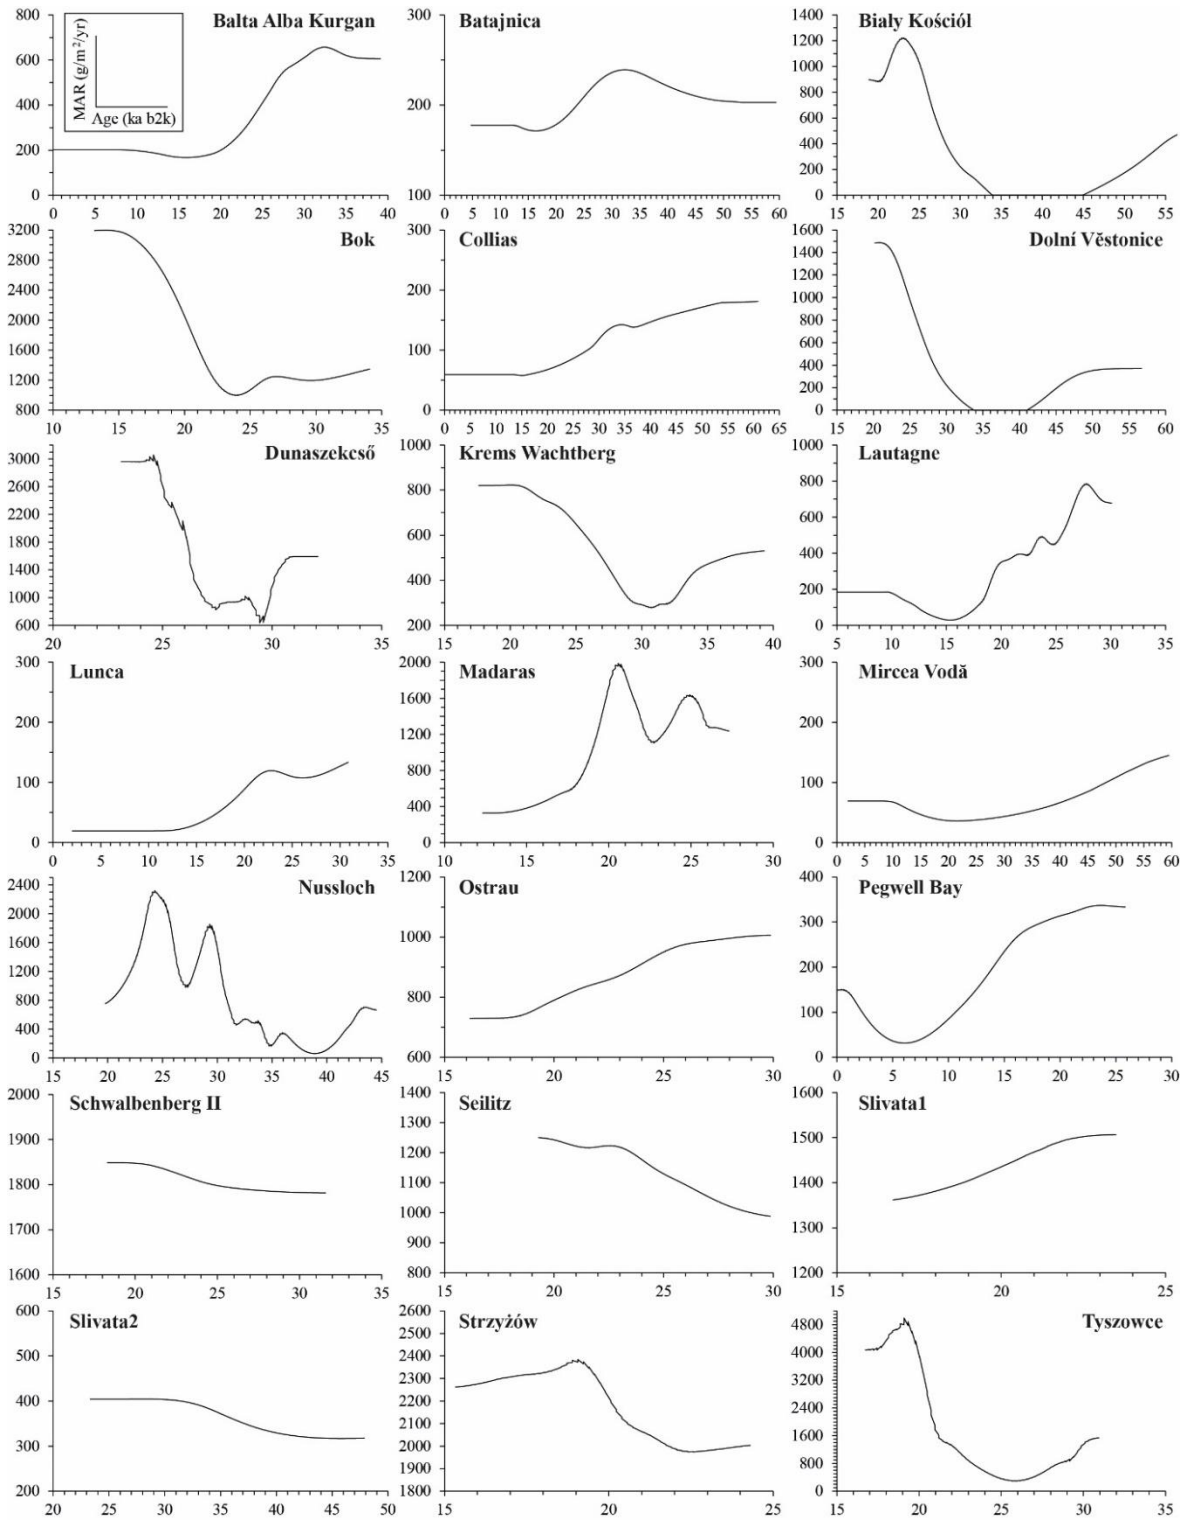 Balta Alba Kurgan
MAR (g/m²/yr)
Age (ka b2k)
800
600
400
200
0
0 5 10 15 20 25 30 35 40
Batajnica
300
200
100
0 5 10 15 20 25 30 35 40 45 50 55 60
Biały Kościól
1400
1200
1000
800
600
400
200
0
15 20 25 30 35 40 45 50 55
Bok
3200
2800
2400
2000
1600
1200
800
10 15 20 25 30 35
Collias
300
200
100
0
0 5 10 15 20 25 30 35 40 45 50 55 60 65
Dolní Věstonice
1600
1400
1200
1000
800
600
400
200
0
15 20 25 30 35 40 45 50 55 60
Dunaszekcső
3000
2600
2200
1800
1400
1000
600
20 25 30 35
Krems Wachtberg
1000
800
600
400
200
15 20 25 30 35 40
Lautagne
1000
800
600
400
200
0
5 10 15 20 25 30 35
Lunca
300
200
100
0
0 5 10 15 20 25 30 35
Madaras
2000
1600
1200
800
400
0
10 15 20 25 30
Mircea Vodă
300
200
100
0
0 5 10 15 20 25 30 35 40 45 50 55 60
Nussloch
2400
2000
1600
1200
800
400
0
15 20 25 30 35 40 45
Ostrau
1200
1000
800
600
15 20 25 30
Pegwell Bay
400
300
200
100
0
0 5 10 15 20 25 30
Schwalbenberg II
2000
1900
1800
1700
1600
15 20 25 30 35
Seilitz
1400
1300
1200
1100
1000
900
800
15 20 25 30
Slivata1
1600
1500
1400
1300
1200
15 20 25
Slivata2
600
500
400
300
200
20 25 30 35 40 45 50
Strzyżów
2600
2500
2400
2300
2200
2100
2000
1900
1800
15 20 25
Tyszowce
4800
4000
3200
2400
1600
800
0
15 20 25 30 35